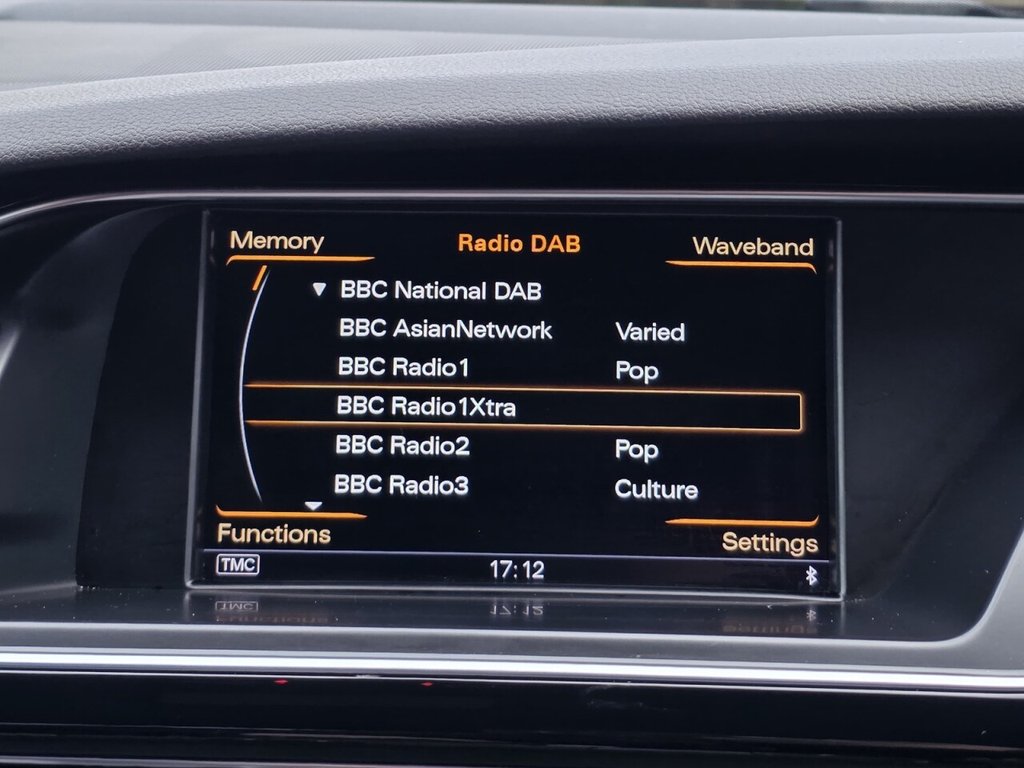 Memory Radio DAB Waveband
BBC National DAB
BBC AsianNetwork Varied
BBC Radio1 Pop
BBC Radio1Xtra
BBC Radio2 Pop
BBC Radio3 Culture
Functions Settings
TMC 17:12